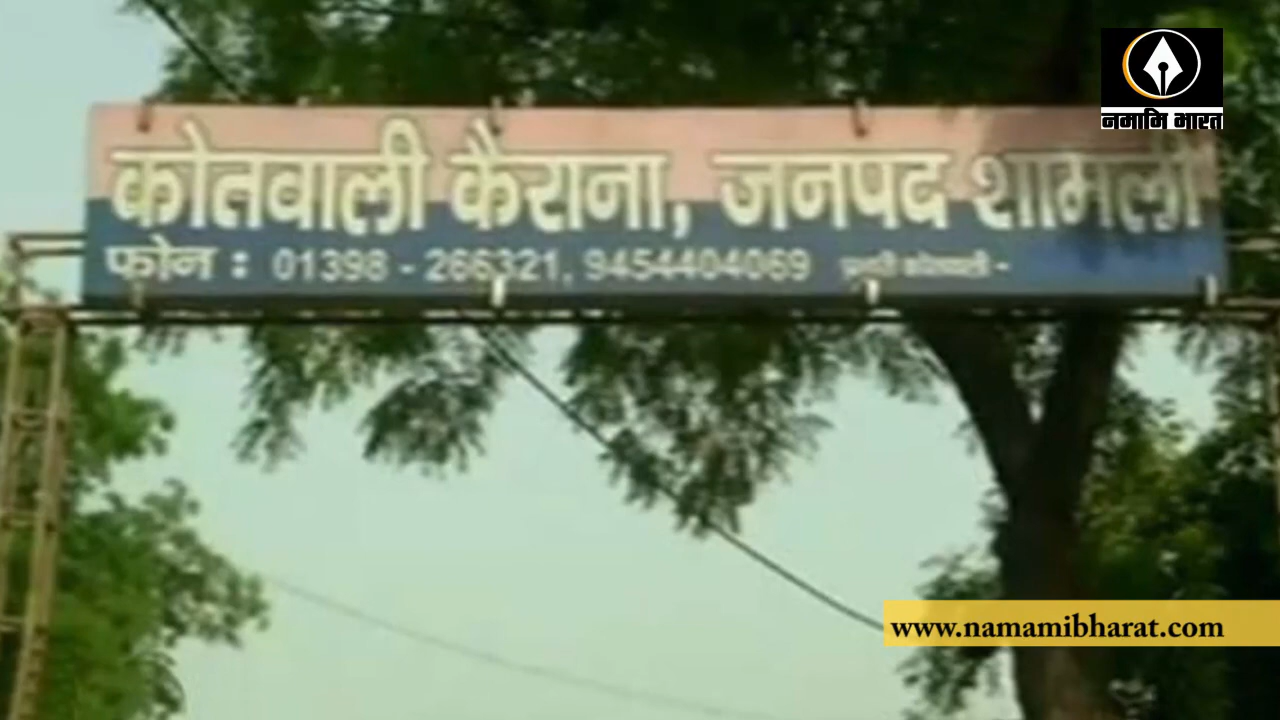 नमामि भारत
कोतवाली कैराना, जनपद शामली
फोन : 01398 - 266321, 9454404069
www.namamibharat.com